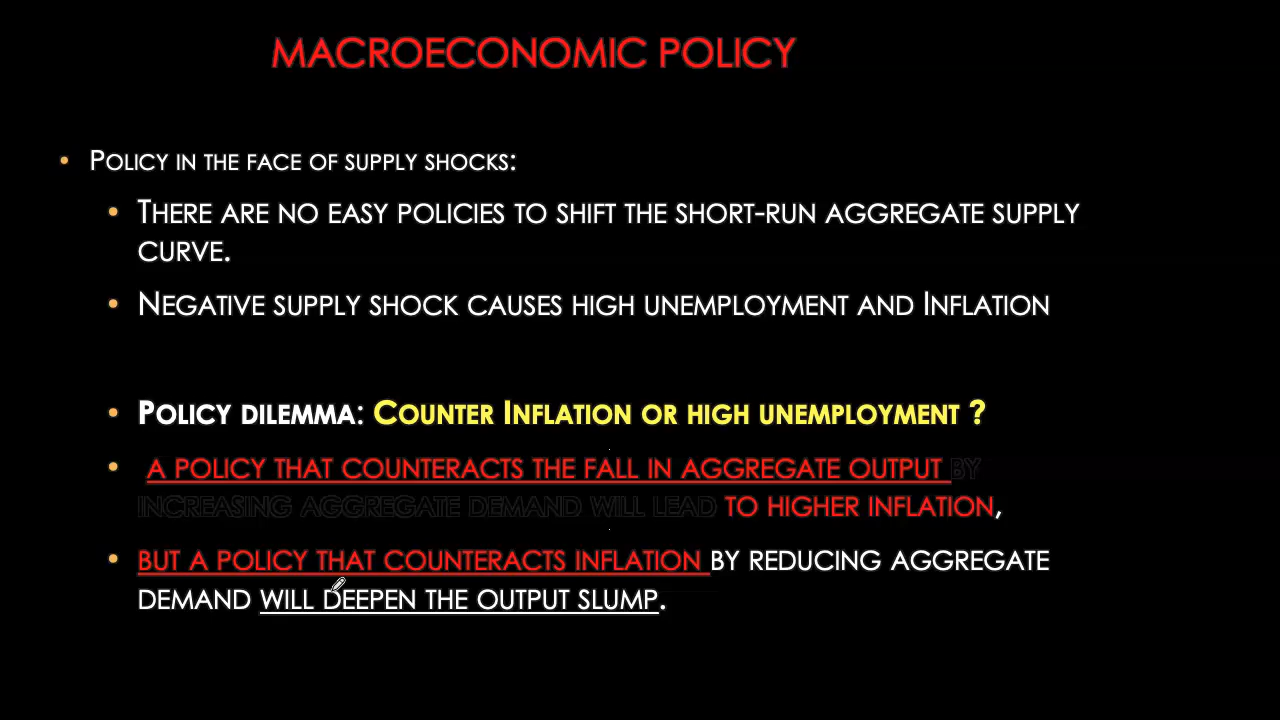 MACROECONOMIC POLICY
• POLICY IN THE FACE OF SUPPLY SHOCKS:
• THERE ARE NO EASY POLICIES TO SHIFT THE SHORT-RUN AGGREGATE SUPPLY
CURVE.
• NEGATIVE SUPPLY SHOCK CAUSES HIGH UNEMPLOYMENT AND INFLATION
• POLICY DILEMMA: COUNTER INFLATION OR HIGH UNEMPLOYMENT ?
• A POLICY THAT COUNTERACTS THE FALL IN AGGREGATE OUTPUT BY
INCREASING AGGREGATE DEMAND WILL LEAD TO HIGHER INFLATION,
• BUT A POLICY THAT COUNTERACTS INFLATION BY REDUCING AGGREGATE
DEMAND WILL DEEPEN THE OUTPUT SLUMP.